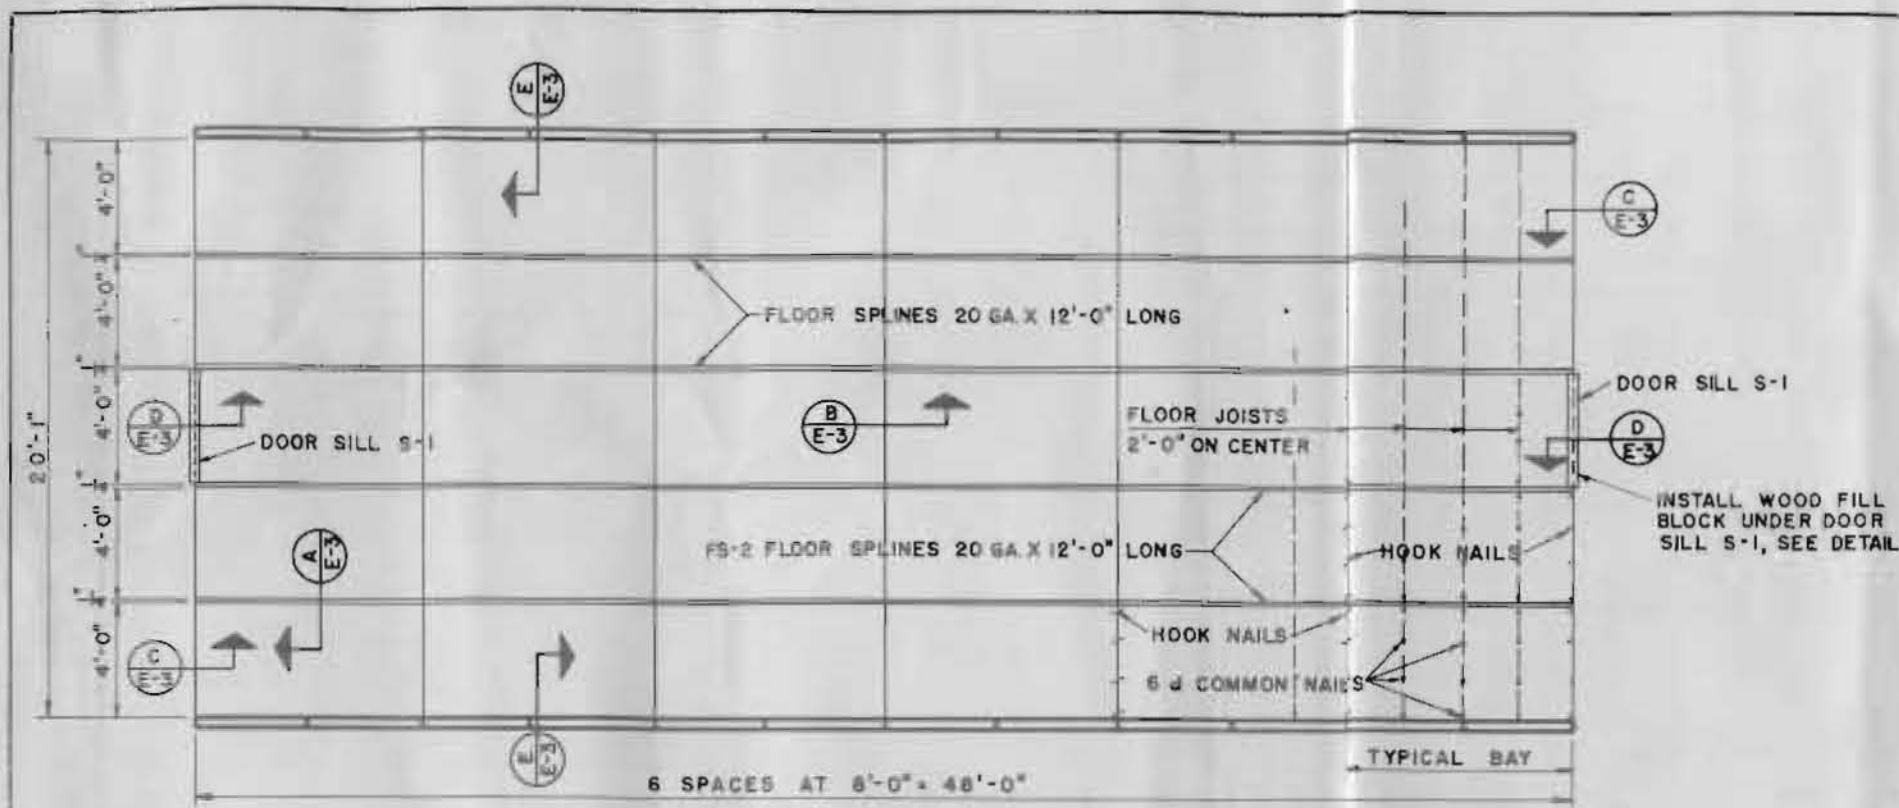 E
E-3
C
E-3
4'-0"
4'-0"
FLOOR SPLINES 20 GA. X 12'-0" LONG
20'-1"
4'-0"
D
E-3
DOOR SILL S-1
B
E-3
FLOOR JOISTS
2'-0" ON CENTER
DOOR SILL S-1
D
E-3
INSTALL WOOD FILL
BLOCK UNDER DOOR
SILL S-1, SEE DETAIL
4'-0"
A
E-3
FS-2 FLOOR SPLINES 20 GA. X 12'-0" LONG
HOOK NAILS
4'-0"
C
E-3
HOOK NAILS
6 d COMMON NAILS
E
E-3
TYPICAL BAY
6 SPACES AT 8'-0" = 48'-0"